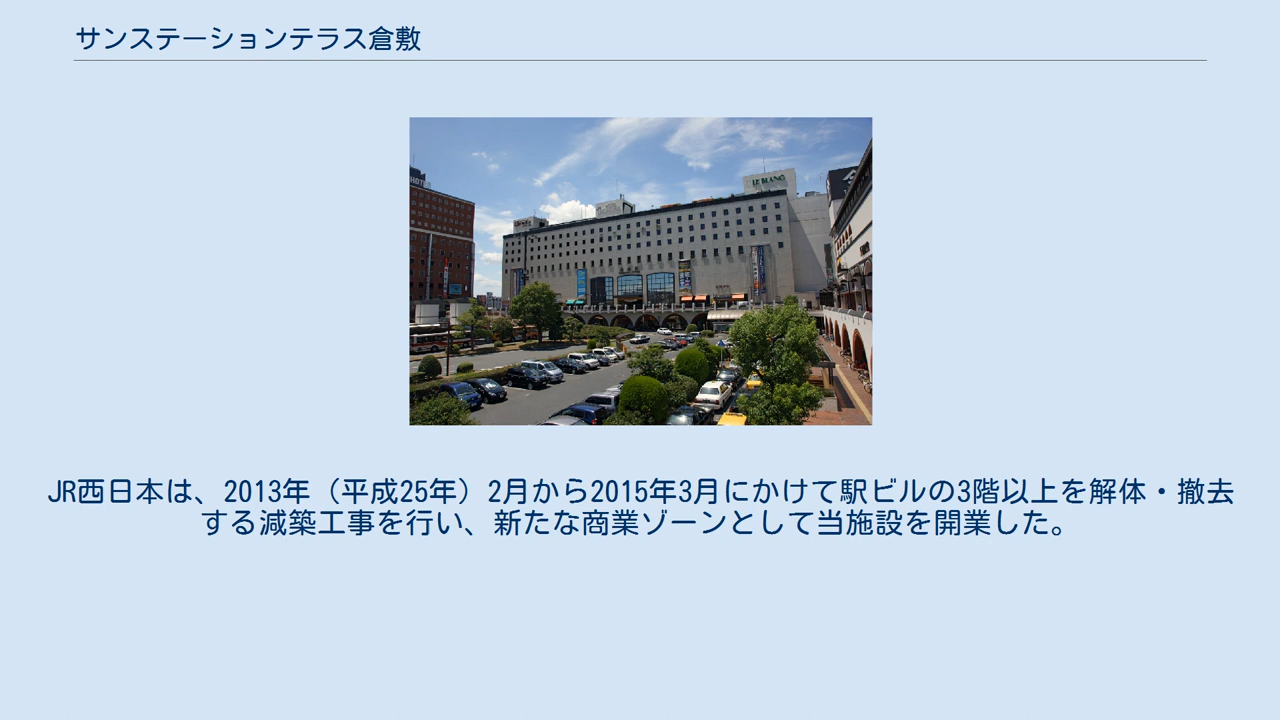 サンステーションテラス倉敷
HOTEL
LE BLANC
JR西日本は、2013年（平成25年）2月から2015年3月にかけて駅ビルの3階以上を解体・撤去
する減築工事を行い、新たな商業ゾーンとして当施設を開業した。